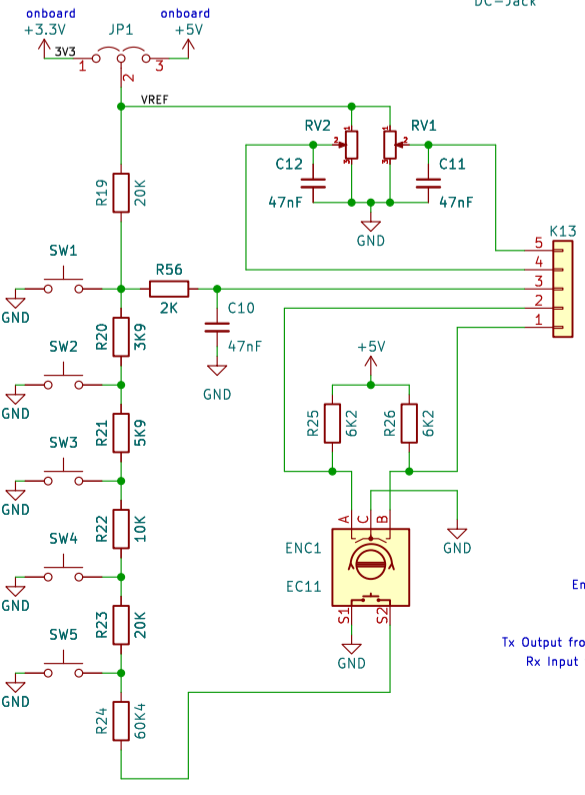 DC-Jack
onboard
onboard
+3.3V
JP1
+5V
3V3
1
2
3
VREF
RV2
RV1
1
2
3
1
2
3
C12
C11
47nF
47nF
GND
R19
20K
K13
5
4
3
2
1
SW1
R56
2K
C10
47nF
GND
GND
R20
3K9
SW2
GND
+5V
R25
6K2
R26
6K2
R21
5K9
SW3
GND
R22
10K
A
C
B
ENC1
EC11
GND
SW4
GND
S1
S2
En
R23
20K
SW5
GND
GND
Tx Output fro
Rx Input
R24
60K4